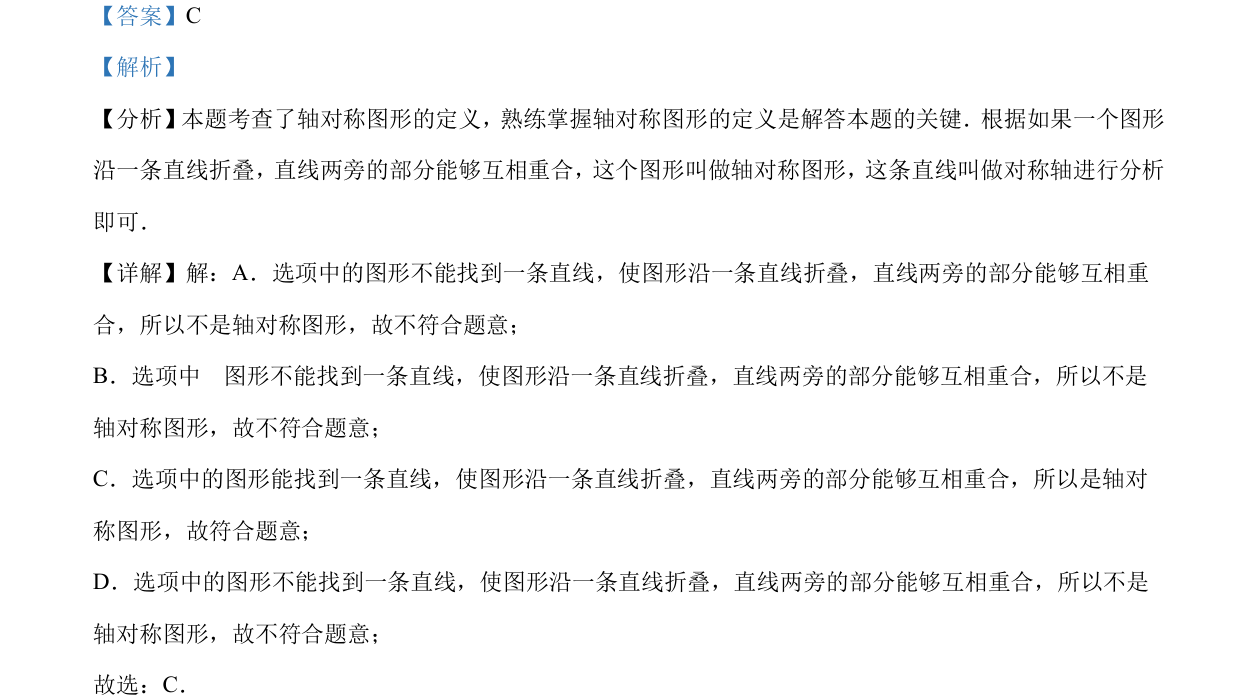 【答案】C
【解析】
【分析】本题考查了轴对称图形的定义，熟练掌握轴对称图形的定义是解答本题的关键．根据如果一个图形
沿一条直线折叠，直线两旁的部分能够互相重合，这个图形叫做轴对称图形，这条直线叫做对称轴进行分析
即可．
【详解】解：A．选项中的图形不能找到一条直线，使图形沿一条直线折叠，直线两旁的部分能够互相重
合，所以不是轴对称图形，故不符合题意；
B．选项中　图形不能找到一条直线，使图形沿一条直线折叠，直线两旁的部分能够互相重合，所以不是
轴对称图形，故不符合题意；
C．选项中的图形能找到一条直线，使图形沿一条直线折叠，直线两旁的部分能够互相重合，所以是轴对
称图形，故符合题意；
D．选项中的图形不能找到一条直线，使图形沿一条直线折叠，直线两旁的部分能够互相重合，所以不是
轴对称图形，故不符合题意；
故选：C．